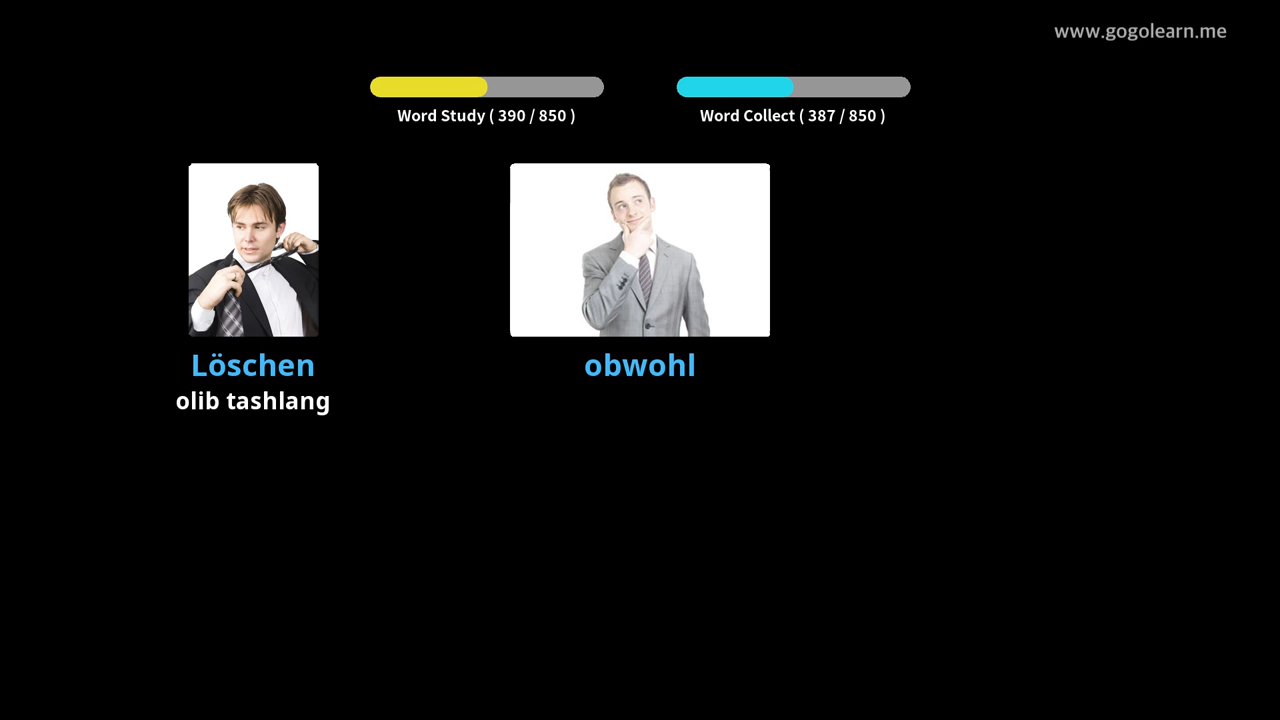 www.gogolearn.me
Word Study ( 390 / 850 )
Word Collect ( 387 / 850 )
Löschen
olib tashlang
obwohl